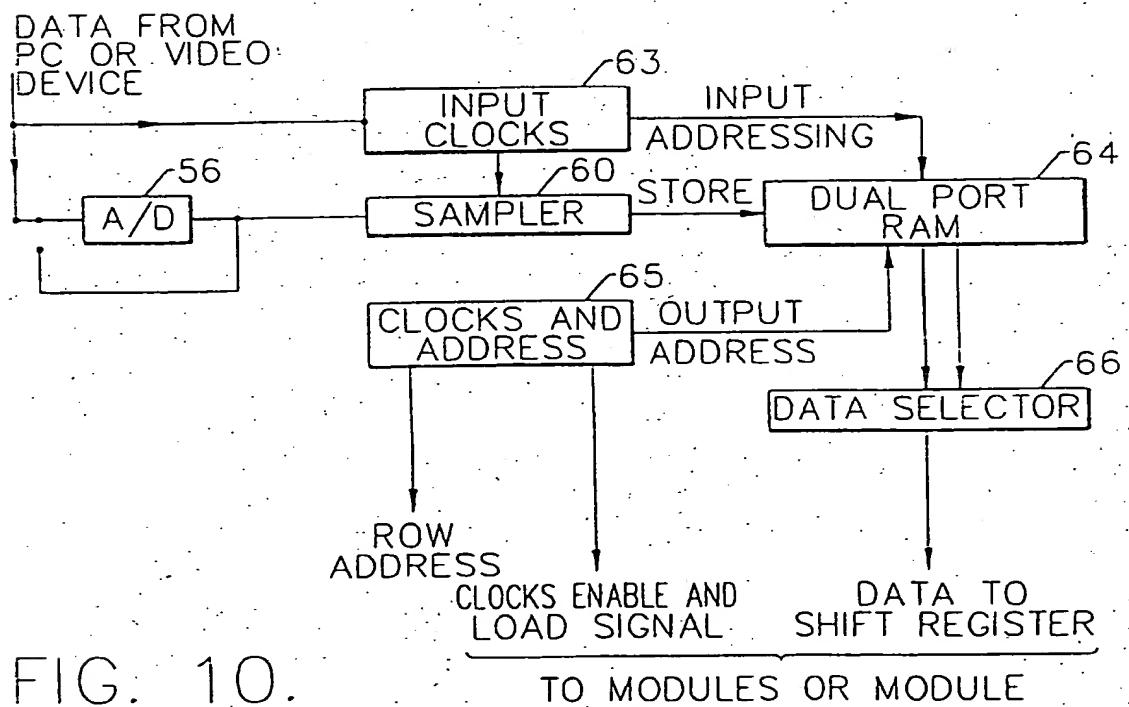 DATA FROM
PC OR VIDEO
DEVICE
63
INPUT
CLOCKS
INPUT
ADDRESSING
56
A/D
60
SAMPLER
STORE
64
DUAL PORT
RAM
65
CLOCKS AND
ADDRESS
OUTPUT
ADDRESS
66
DATA SELECTOR
ROW
ADDRESS
CLOCKS ENABLE AND
LOAD SIGNAL
DATA TO
SHIFT REGISTER
TO MODULES OR MODULE
FIG. 10.